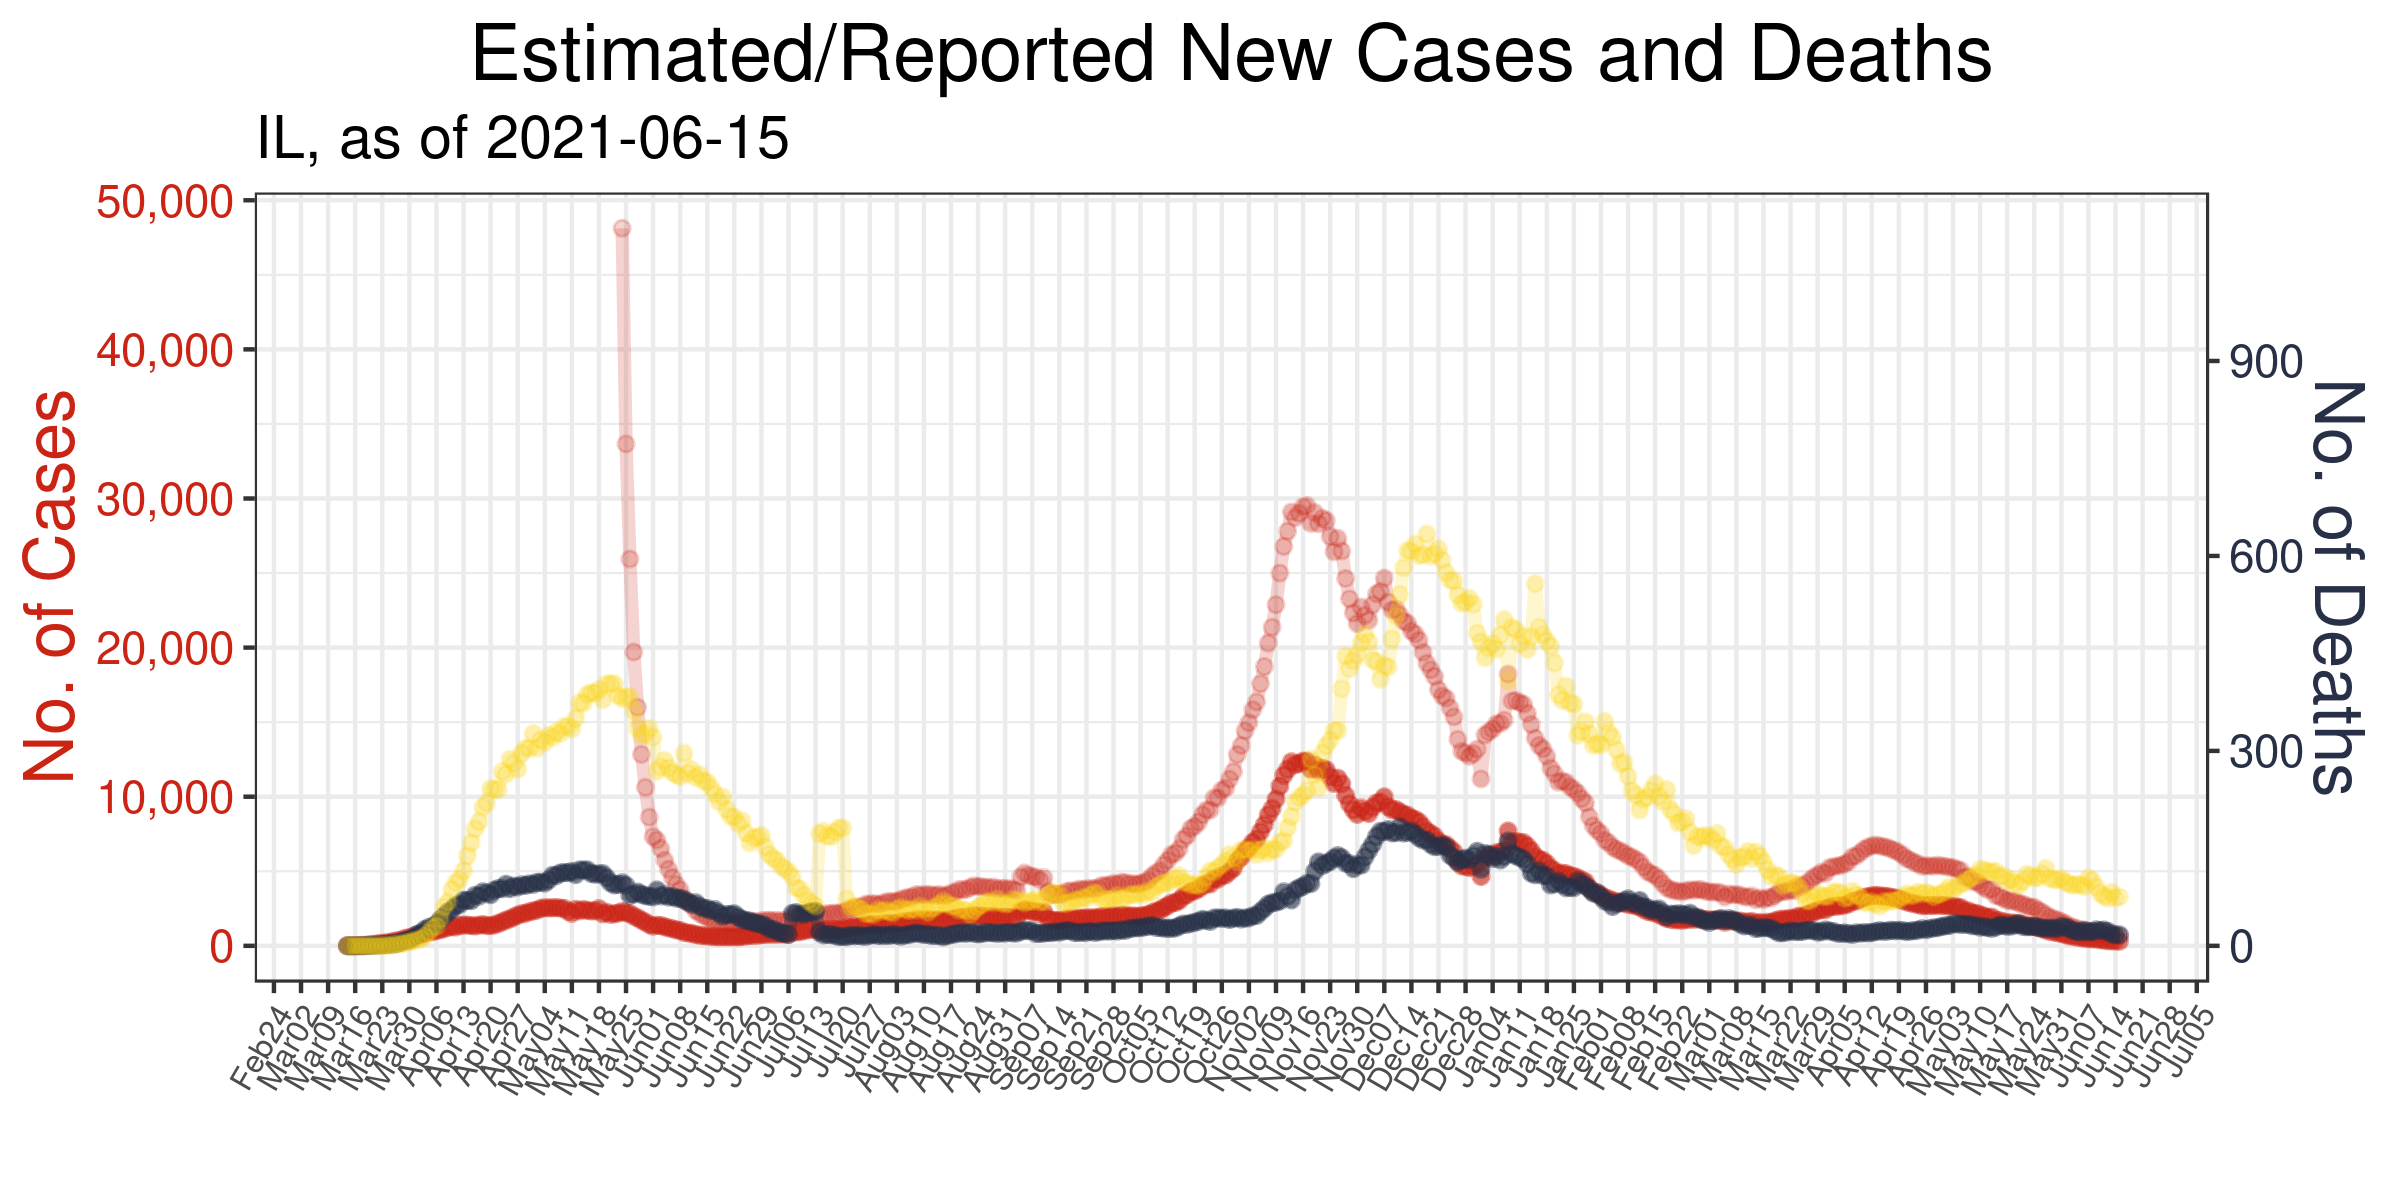 Estimated/Reported New Cases and Deaths
IL, as of 2021-06-15
No. of Cases
50,000
40,000
30,000
20,000
10,000
0
900
600
300
0
No. of Deaths
Feb24
Mar02
Mar09
Mar16
Mar23
Mar30
Apr06
Apr13
Apr20
Apr27
May04
May11
May18
May25
Jun01
Jun08
Jun15
Jun22
Jun29
Jul06
Jul13
Jul20
Jul27
Aug03
Aug10
Aug17
Aug24
Aug31
Sep07
Sep14
Sep21
Sep28
Oct05
Oct12
Oct19
Oct26
Nov02
Nov09
Nov16
Nov23
Nov30
Dec07
Dec14
Dec21
Dec28
Jan04
Jan11
Jan18
Jan25
Feb01
Feb08
Feb15
Feb22
Mar01
Mar08
Mar15
Mar22
Mar29
Apr05
Apr12
Apr19
Apr26
May03
May10
May17
May24
May31
Jun07
Jun14
Jun21
Jun28
Jul05